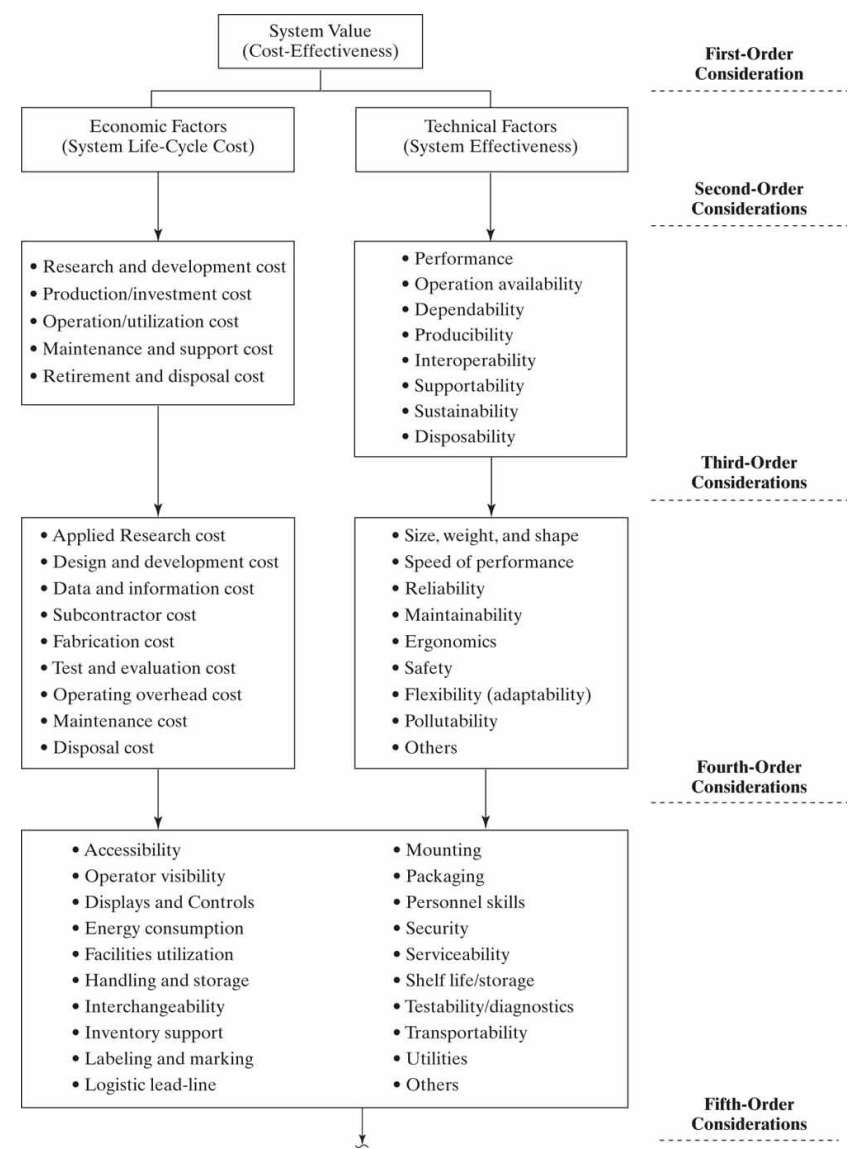 System Value
(Cost-Effectiveness)
First-Order
Consideration
Economic Factors
(System Life-Cycle Cost)
Technical Factors
(System Effectiveness)
Second-Order
Considerations
• Research and development cost
• Production/investment cost
• Operation/utilization cost
• Maintenance and support cost
• Retirement and disposal cost
• Performance
• Operation availability
• Dependability
• Producibility
• Interoperability
• Supportability
• Sustainability
• Disposability
Third-Order
Considerations
• Applied Research cost
• Design and development cost
• Data and information cost
• Subcontractor cost
• Fabrication cost
• Test and evaluation cost
• Operating overhead cost
• Maintenance cost
• Disposal cost
• Size, weight, and shape
• Speed of performance
• Reliability
• Maintainability
• Ergonomics
• Safety
• Flexibility (adaptability)
• Pollutability
• Others
Fourth-Order
Considerations
• Accessibility
• Operator visibility
• Displays and Controls
• Energy consumption
• Facilities utilization
• Handling and storage
• Interchangeability
• Inventory support
• Labeling and marking
• Logistic lead-line
• Mounting
• Packaging
• Personnel skills
• Security
• Serviceability
• Shelf life/storage
• Testability/diagnostics
• Transportability
• Utilities
• Others
Fifth-Order
Considerations